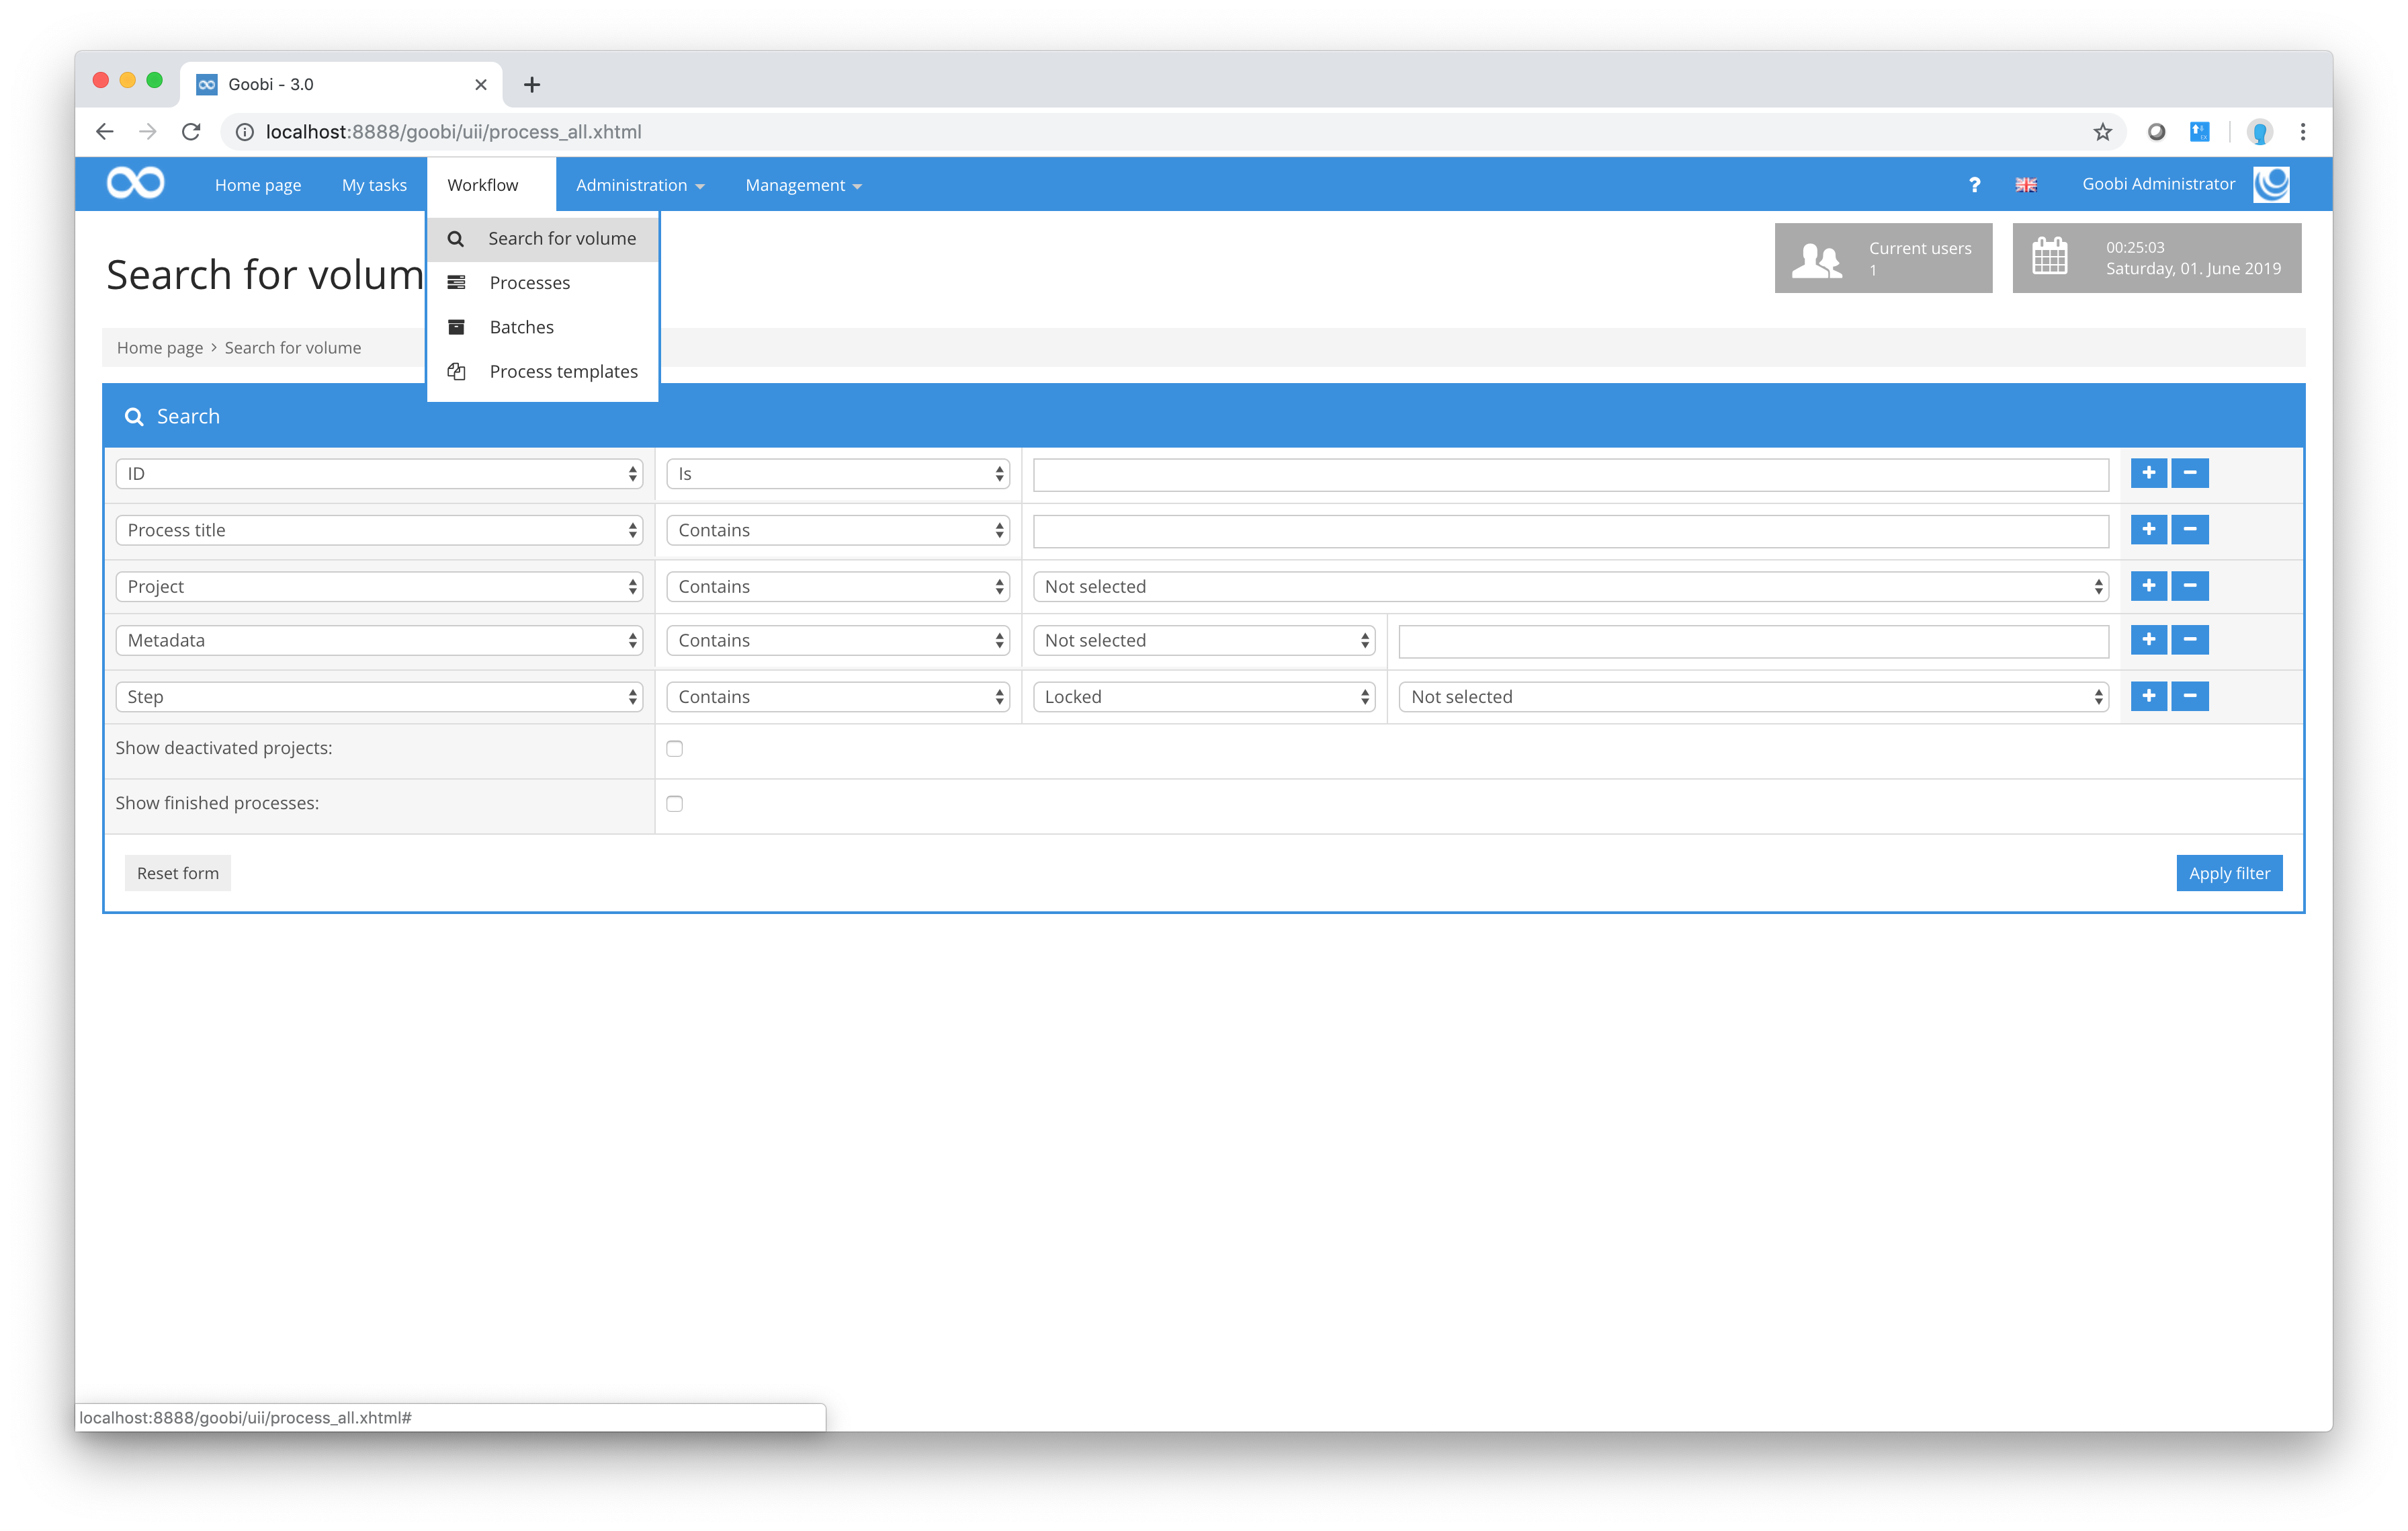 Goobi - 3.0
localhost:8888/goobi/uii/process_all.xhtml
Home page
My tasks
Workflow
Administration
Management
?
Goobi Administrator
Search for volume
Processes
Batches
Process templates
Search for volum
Current users
1
00:25:03
Saturday, 01. June 2019
Home page > Search for volume
Search
ID
Is
Process title
Contains
Project
Contains
Not selected
Metadata
Contains
Not selected
Step
Contains
Locked
Not selected
Show deactivated projects:
Show finished processes:
Reset form
Apply filter
localhost:8888/goobi/uii/process_all.xhtml#